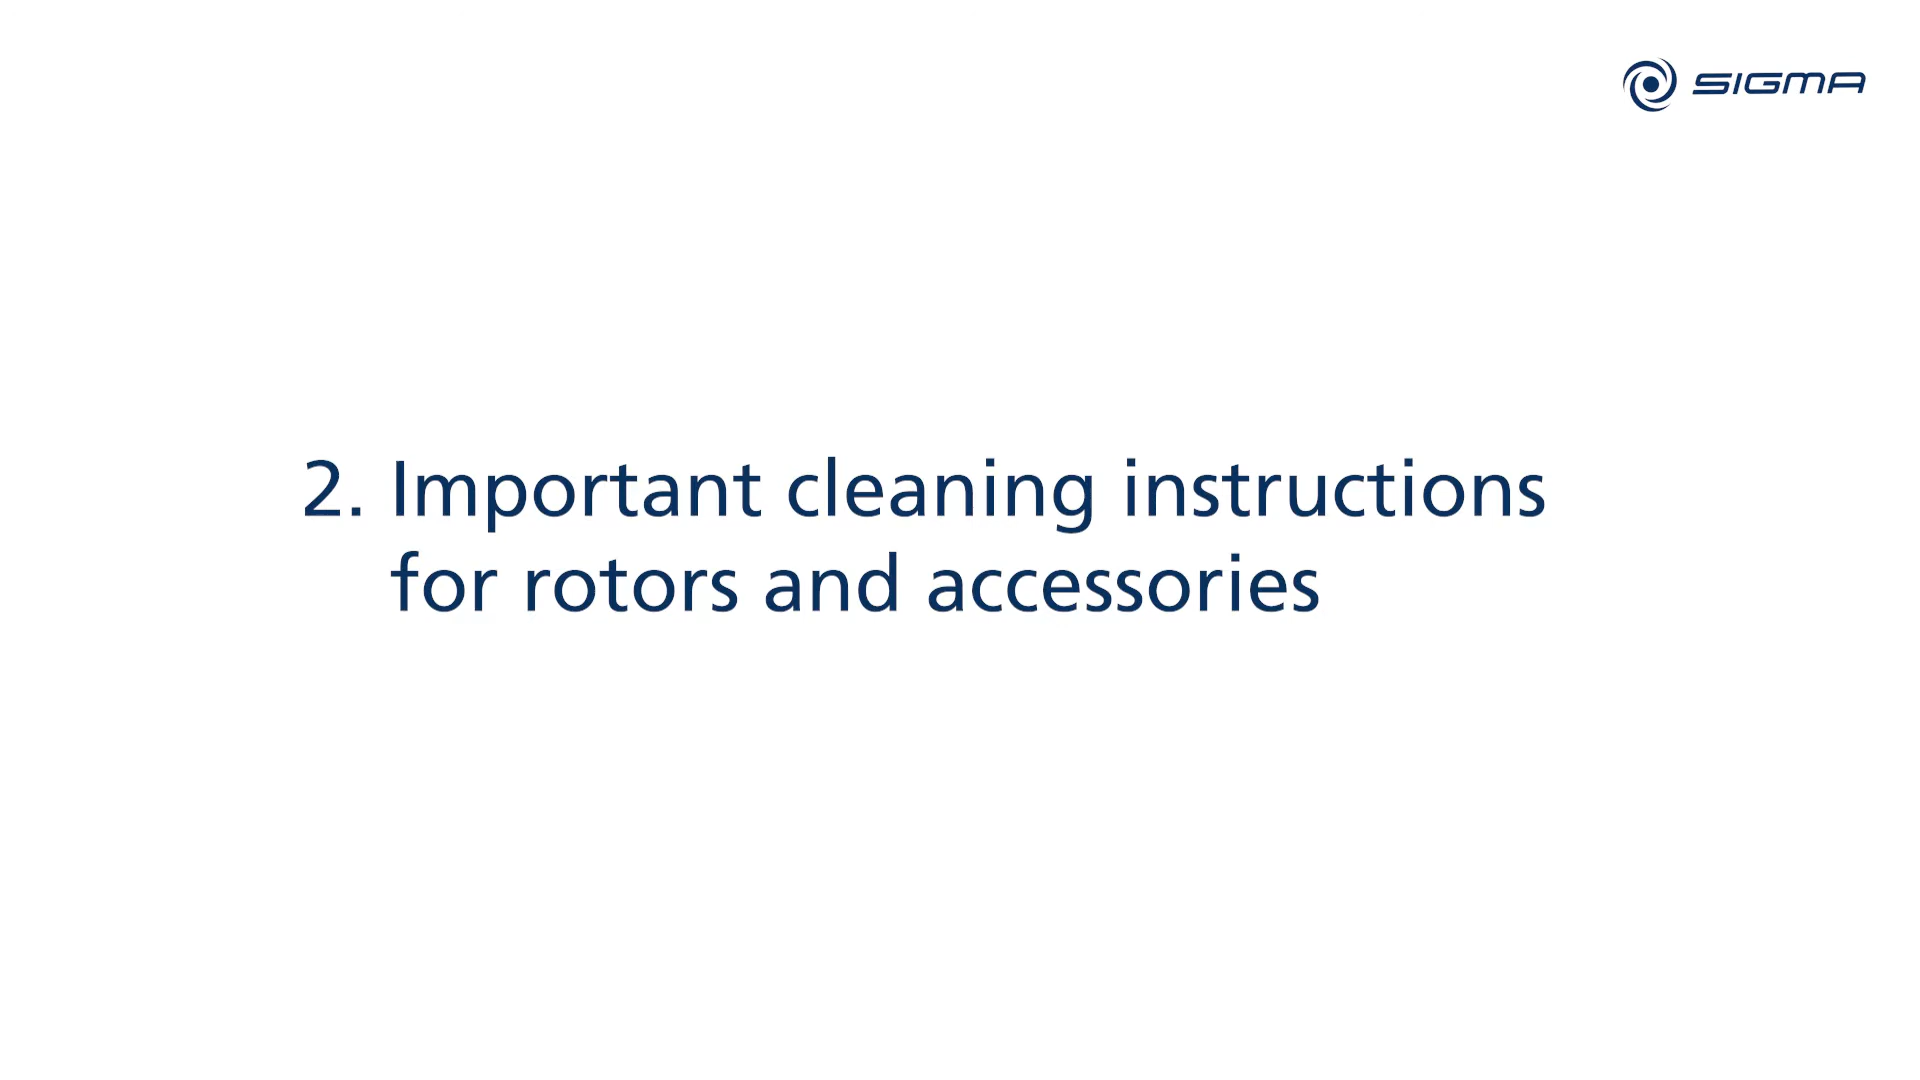 SIGMA
2. Important cleaning instructions
for rotors and accessories